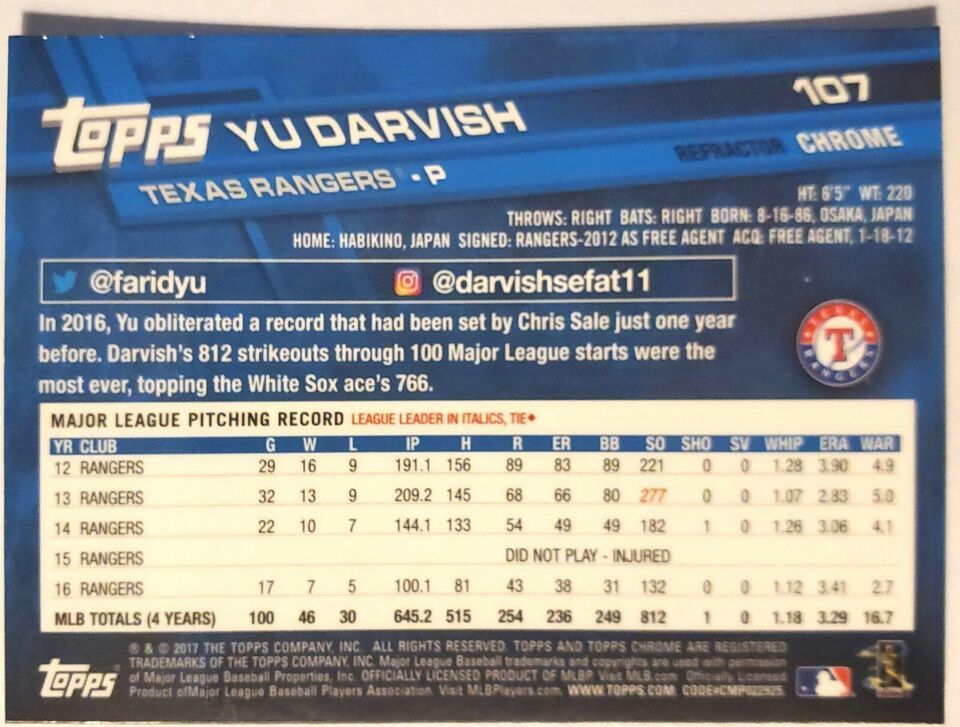 107
Topps YU DARVISH
REFRACTOR CHROME
TEXAS RANGERS · P
HT: 6'5" WT: 220
THROWS: RIGHT BATS: RIGHT BORN: 8-16-86, OSAKA, JAPAN
HOME: HABIKINO, JAPAN SIGNED: RANGERS-2012 AS FREE AGENT ACQ: FREE AGENT, 1-18-12
@faridyu @darvishsefat11
In 2016, Yu obliterated a record that had been set by Chris Sale just one year
before. Darvish's 812 strikeouts through 100 Major League starts were the
most ever, topping the White Sox ace's 766.
TEXAS RANGERS T
MAJOR LEAGUE PITCHING RECORD LEAGUE LEADER IN ITALICS, TIE♦
YR CLUB G W L IP H R ER BB SO SHO SV WHIP ERA WAR
12 RANGERS 29 16 9 191.1 156 89 83 89 221 0 0 1.28 3.90 4.9
13 RANGERS 32 13 9 209.2 145 68 66 80 277 0 0 1.07 2.83 5.0
14 RANGERS 22 10 7 144.1 133 54 49 49 182 1 0 1.26 3.06 4.1
15 RANGERS DID NOT PLAY - INJURED
16 RANGERS 17 7 5 100.1 81 43 38 31 132 0 0 1.12 3.41 2.7
MLB TOTALS (4 YEARS) 100 46 30 645.2 515 254 236 249 812 1 0 1.18 3.29 16.7
® & © 2017 THE TOPPS COMPANY, INC. ALL RIGHTS RESERVED. TOPPS AND TOPPS CHROME ARE REGISTERED
TRADEMARKS OF THE TOPPS COMPANY, INC. Major League Baseball trademarks and copyrights are used with permission
of Major League Baseball Properties, Inc. OFFICIALLY LICENSED PRODUCT OF MLBP. Visit MLB.com. Officially Licensed
Product of Major League Baseball Players Association. Visit MLBPlayers.com. WWW.TOPPS.COM. CODE#CMP022925.
Topps